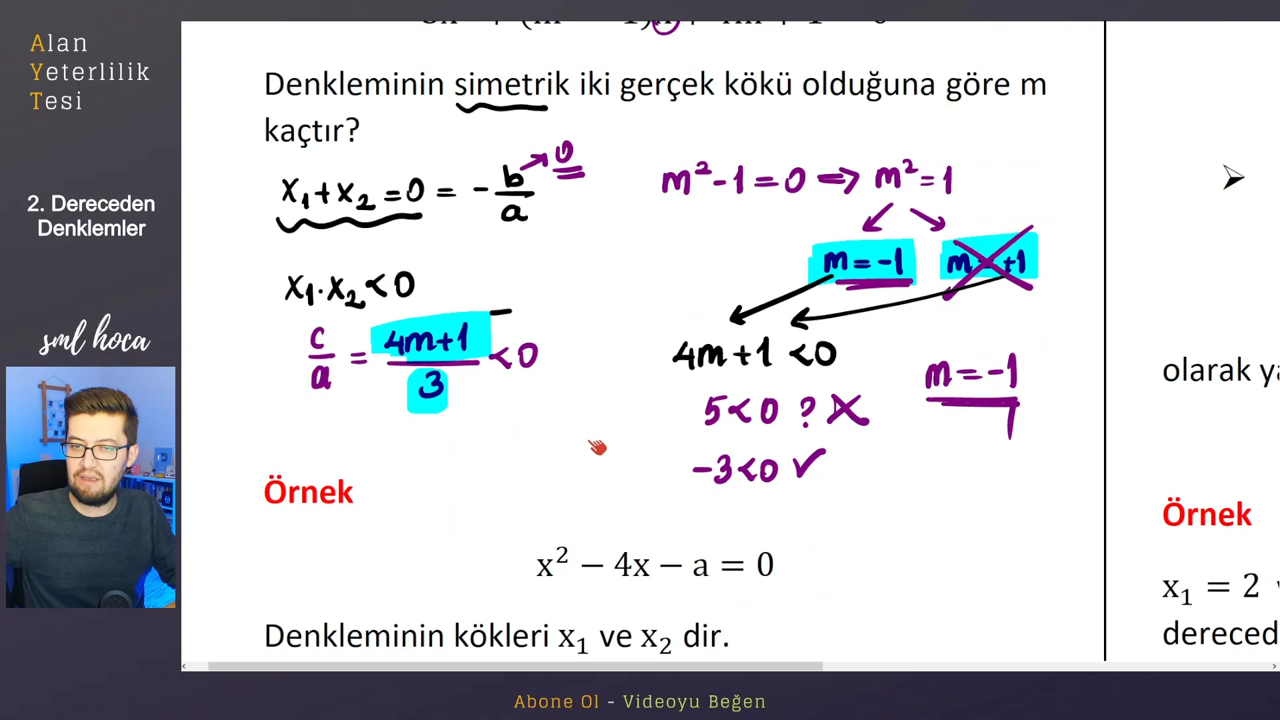 Alan
Yeterlilik
Tesi
2. Dereceden
Denklemler
sml hoca
Denkleminin simetrik iki gerçek kökü olduğuna göre m
kaçtır?
x₁+x₂=0 = -b/a → 0
x₁.x₂<0
c/a = 4m+1/3 <0
m²-1=0 => m²=1
m=-1 m=+1
4m+1<0
5<0 ? X
-3<0 ✓
m=-1
Örnek
x² − 4x − a = 0
Denkleminin kökleri x₁ ve x₂ dir.
➢
olarak
Örnek
x₁ = 2
Abone Ol - Videoyu Beğen